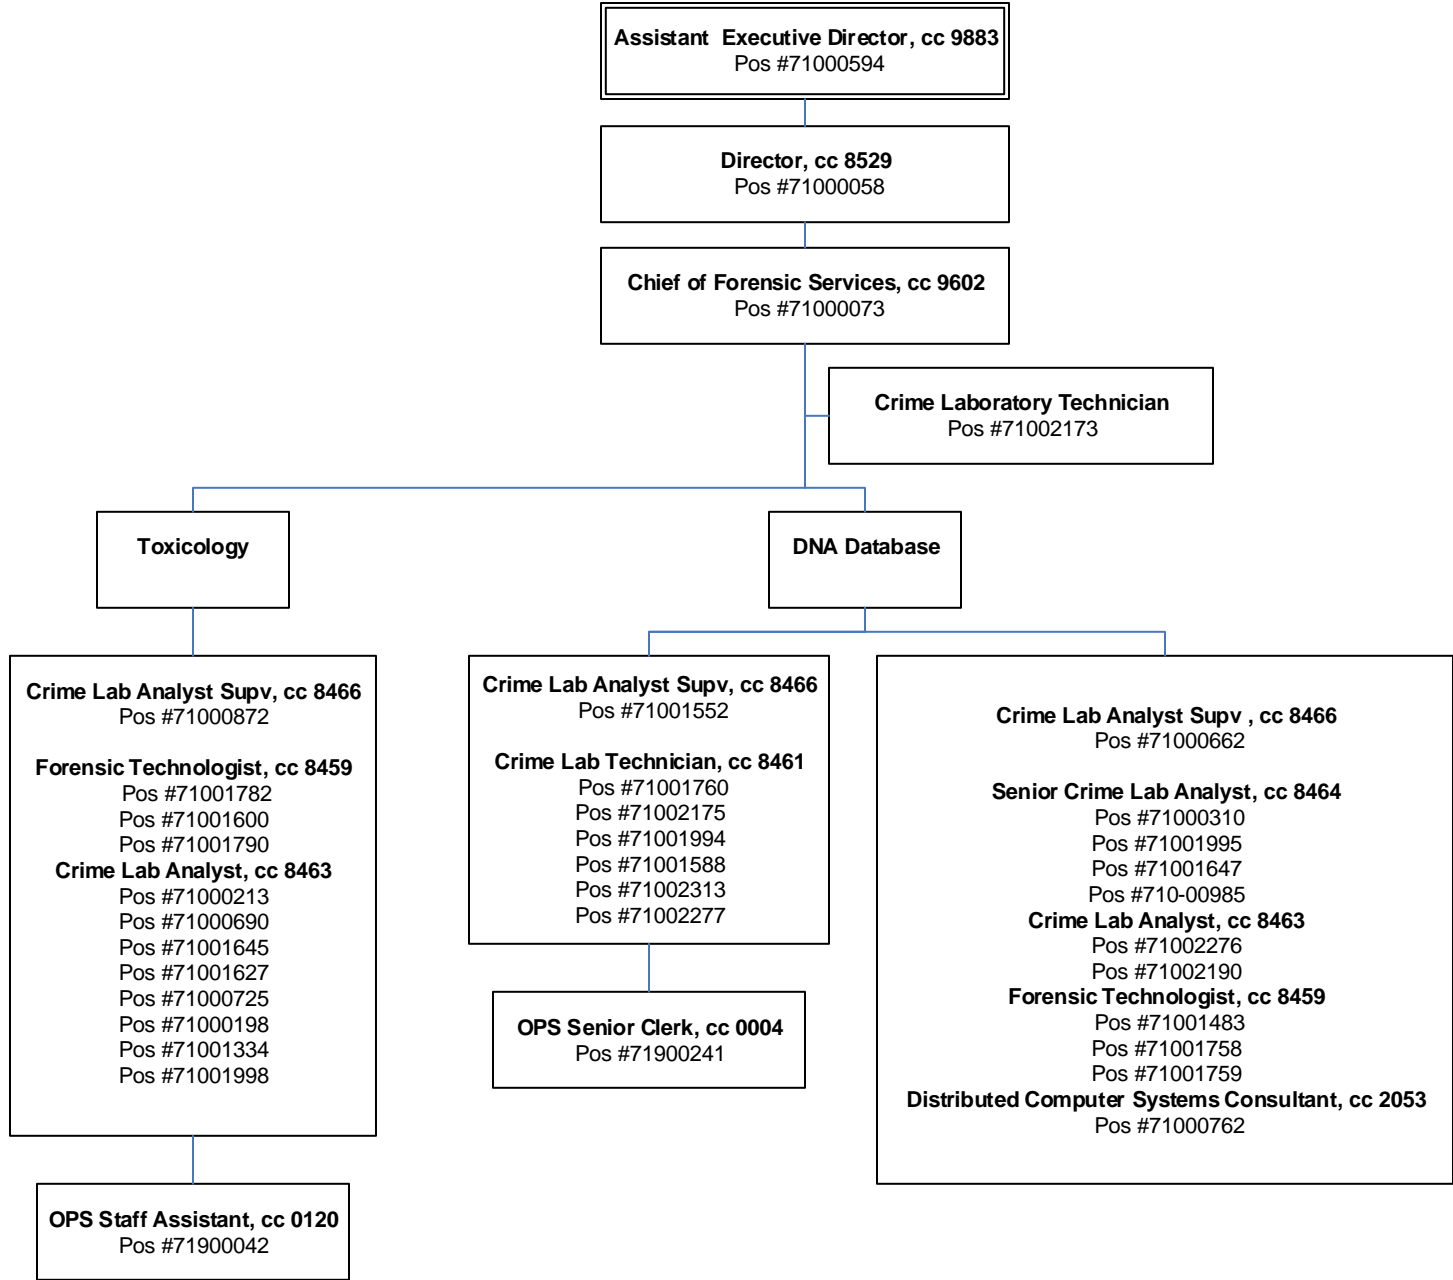 Assistant Executive Director, cc 9883
Pos #71000594
Director, cc 8529
Pos #71000058
Chief of Forensic Services, cc 9602
Pos #71000073
Crime Laboratory Technician
Pos #71002173
Toxicology
DNA Database
Crime Lab Analyst Supv, cc 8466
Pos #71000872
Forensic Technologist, cc 8459
Pos #71001782
Pos #71001600
Pos #71001790
Crime Lab Analyst, cc 8463
Pos #71000213
Pos #71000690
Pos #71001645
Pos #71001627
Pos #71000725
Pos #71000198
Pos #71001334
Pos #71001998
OPS Staff Assistant, cc 0120
Pos #71900042
Crime Lab Analyst Supv, cc 8466
Pos #71001552
Crime Lab Technician, cc 8461
Pos #71001760
Pos #71002175
Pos #71001994
Pos #71001588
Pos #71002313
Pos #71002277
OPS Senior Clerk, cc 0004
Pos #71900241
Crime Lab Analyst Supv , cc 8466
Pos #71000662
Senior Crime Lab Analyst, cc 8464
Pos #71000310
Pos #71001995
Pos #71001647
Pos #710-00985
Crime Lab Analyst, cc 8463
Pos #71002276
Pos #71002190
Forensic Technologist, cc 8459
Pos #71001483
Pos #71001758
Pos #71001759
Distributed Computer Systems Consultant, cc 2053
Pos #71000762